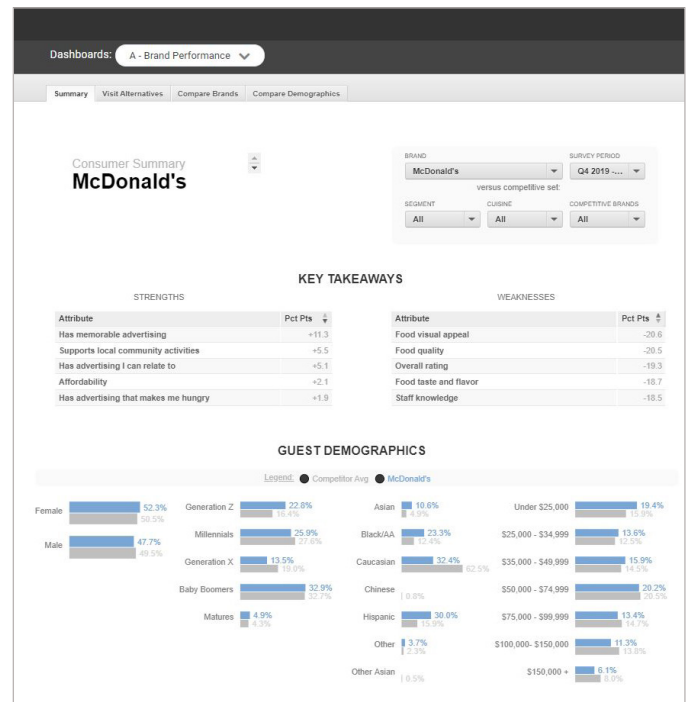 Dashboards: A - Brand Performance
Summary Visit Alternatives Compare Brands Compare Demographics
Consumer Summary
McDonald's
BRAND SURVEY PERIOD
McDonald's Q4 2019 -...
versus competitive set:
SEGMENT CUISINE COMPETITIVE BRANDS
All All All
KEY TAKEAWAYS
STRENGTHS
Attribute Pct Pts
Has memorable advertising +11.3
Supports local community activities +5.5
Has advertising I can relate to +5.1
Affordability +2.1
Has advertising that makes me hungry +1.9
WEAKNESSES
Attribute Pct Pts
Food visual appeal -20.6
Food quality -20.5
Overall rating -19.3
Food taste and flavor -18.7
Staff knowledge -18.5
GUEST DEMOGRAPHICS
Legend: Competitor Avg. McDonald's
Female 52.3%
50.5%
Male 47.7%
49.5%
Generation Z 22.8%
16.4%
Millennials 25.9%
27.6%
Generation X 13.5%
19.0%
Baby Boomers 32.9%
32.7%
Matures 4.9%
4.3%
Asian 10.6%
4.9%
Black/AA 23.3%
12.4%
Caucasian 32.4%
62.5%
Chinese
0.8%
Hispanic 30.0%
15.9%
Other 3.7%
2.3%
Other Asian
0.5%
Under $25,000 19.4%
15.9%
$25,000 - $34,999 13.6%
12.5%
$35,000 - $49,999 15.9%
14.5%
$50,000 - $74,999 20.2%
20.5%
$75,000 - $99,999 13.4%
14.7%
$100,000- $150,000 11.3%
13.8%
$150,000 + 6.1%
8.0%